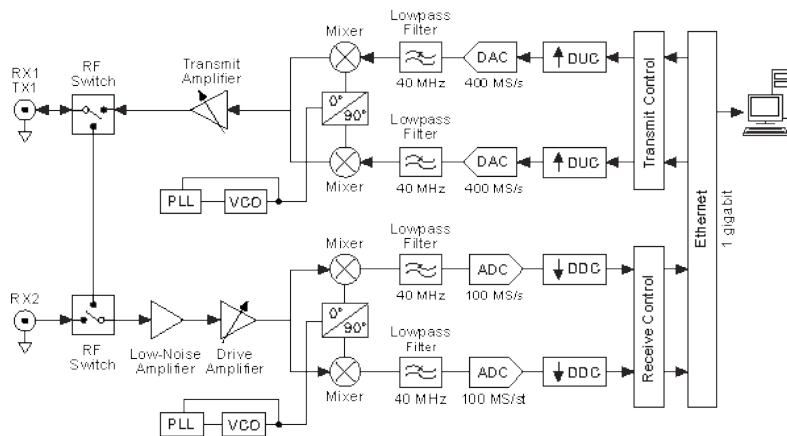 RX1
TX1
RF
Switch
Transmit
Amplifier
Mixer
Lowpass
Filter
40 MHz
DAC
400 MS/s
DUC
0°
90°
Transmit Control
Ethernet
1 gigabit
Mixer
Lowpass
Filter
40 MHz
DAC
400 MS/s
DUC
PLL
VCO
RX2
RF
Switch
Low-Noise
Amplifier
Drive
Amplifier
Mixer
Lowpass
Filter
40 MHz
ADC
100 MS/s
DDC
0°
90°
Receive Control
Mixer
Lowpass
Filter
40 MHz
ADC
100 MS/st
DDC
PLL
VCO